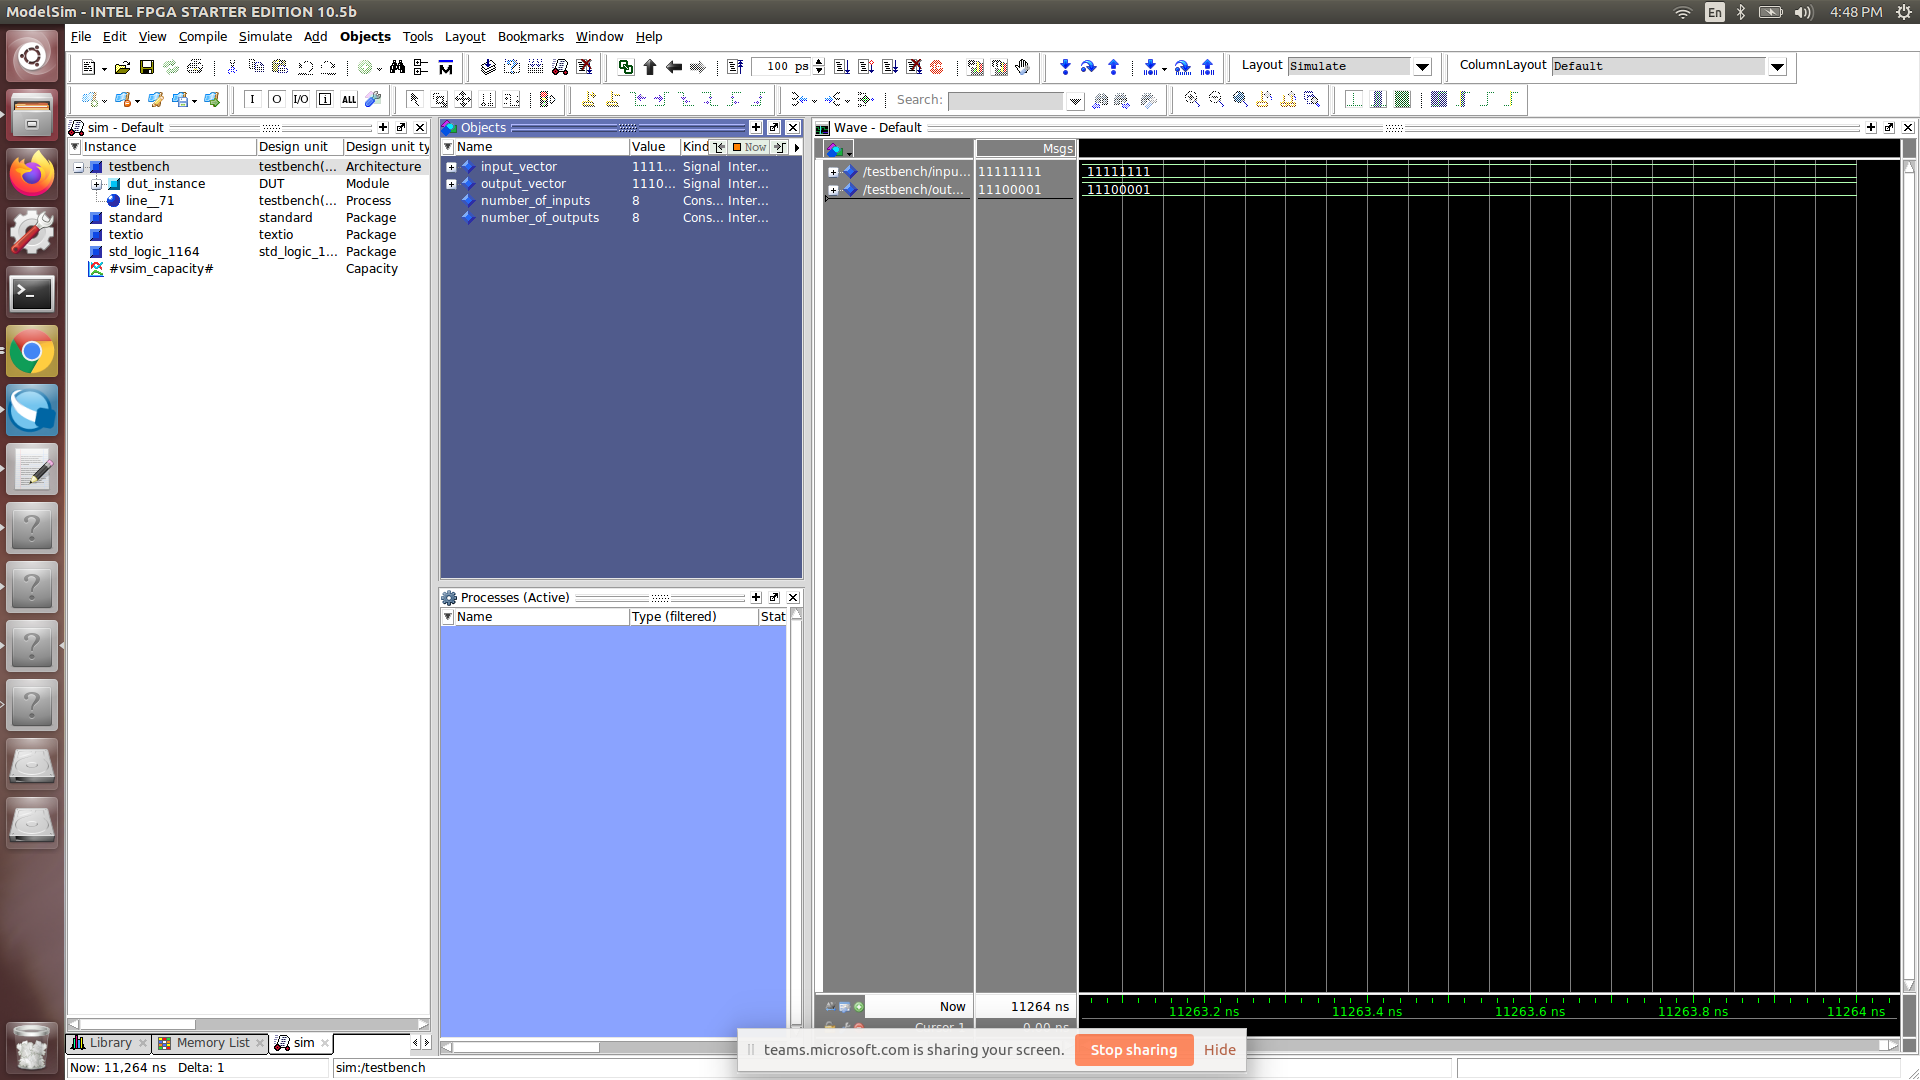 ModelSim - INTEL FPGA STARTER EDITION 10.5b
En
4:48 PM
File Edit View Compile Simulate Add Objects Tools Layout Bookmarks Window Help
100 ps
Layout Simulate
ColumnLayout Default
I O I/O ALL
Search:
sim - Default
Instance Design unit Design unit ty
testbench testbench(... Architecture
dut_instance DUT Module
line__71 testbench(... Process
standard standard Package
textio textio Package
std_logic_1164 std_logic_1... Package
#vsim_capacity# Capacity
Objects
Name Value Kind Now
input_vector 1111... Signal Inter...
output_vector 1110... Signal Inter...
number_of_inputs 8 Cons... Inter...
number_of_outputs 8 Cons... Inter...
Processes (Active)
Name Type (filtered) Stat
Wave - Default
Msgs
/testbench/inpu... 11111111 11111111
/testbench/out... 11100001 11100001
Now 11264 ns
11263.2 ns 11263.4 ns 11263.6 ns 11263.8 ns 11264 ns
Cursor 1 0.00 ns
Library Memory List sim
teams.microsoft.com is sharing your screen. Stop sharing Hide
Now: 11,264 ns Delta: 1 sim:/testbench